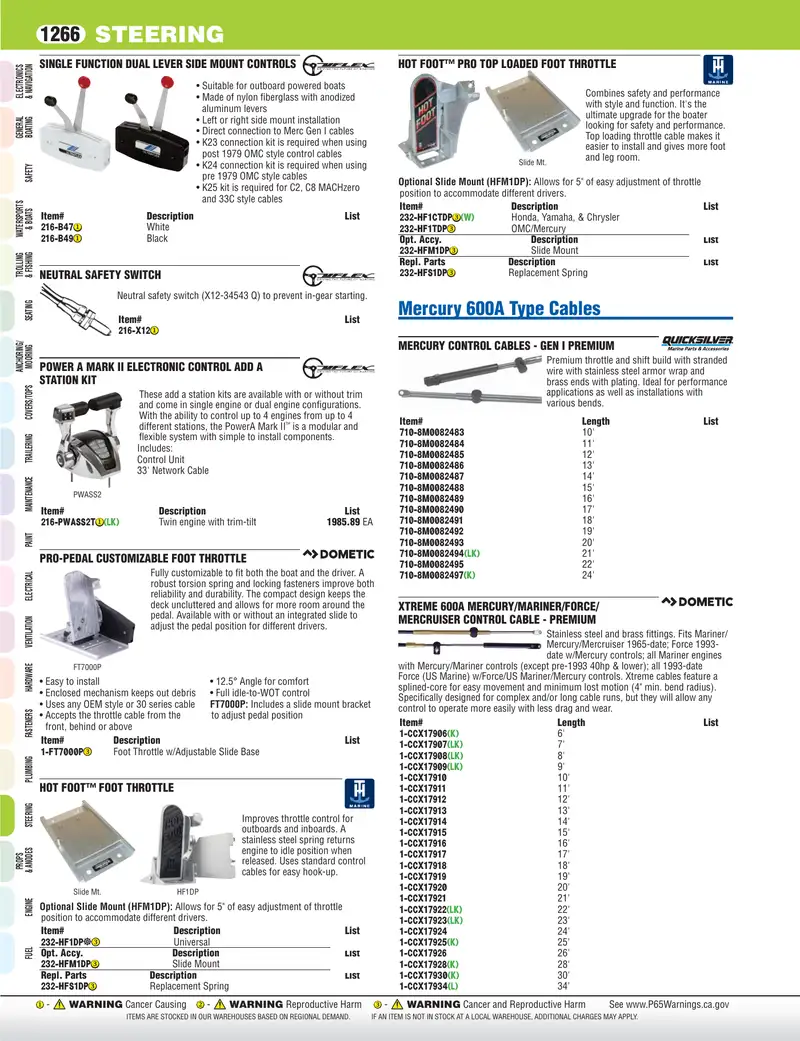 1266 STEERING
ELECTRONICS & NAVIGATION
GENERAL BOATING
SAFETY
WATERSPORTS & BOATS
TROLLING & FISHING
SEATING
ANCHORING/ MOORING
COVERS/TOPS
TRAILERING
MAINTENANCE
PAINT
ELECTRICAL
VENTILATION
HARDWARE
FASTENERS
PLUMBING
STEERING
PROPS & ANODES
ENGINE
FUEL
SINGLE FUNCTION DUAL LEVER SIDE MOUNT CONTROLS
UFLEX
• Suitable for outboard powered boats
• Made of nylon fiberglass with anodized
aluminum levers
• Left or right side mount installation
• Direct connection to Merc Gen I cables
• K23 connection kit is required when using
post 1979 OMC style control cables
• K24 connection kit is required when using
pre 1979 OMC style cables
• K25 kit is required for C2, C8 MACHzero
and 33C style cables
Item# Description List
216-B47 1 White
216-B49 1 Black
NEUTRAL SAFETY SWITCH
UFLEX
Neutral safety switch (X12-34543 Q) to prevent in-gear starting.
Item# List
216-X12 1
POWER A MARK II ELECTRONIC CONTROL ADD A
STATION KIT
UFLEX
These add a station kits are available with or without trim
and come in single engine or dual engine configurations.
With the ability to control up to 4 engines from up to 4
different stations, the PowerA Mark II™ is a modular and
flexible system with simple to install components.
Includes:
Control Unit
33' Network Cable
PWASS2
Item# Description List
216-PWASS2T 1 (LK) Twin engine with trim-tilt 1985.89 EA
PRO-PEDAL CUSTOMIZABLE FOOT THROTTLE
DOMETIC
Fully customizable to fit both the boat and the driver. A
robust torsion spring and locking fasteners improve both
reliability and durability. The compact design keeps the
deck uncluttered and allows for more room around the
pedal. Available with or without an integrated slide to
adjust the pedal position for different drivers.
FT7000P
• Easy to install
• Enclosed mechanism keeps out debris
• Uses any OEM style or 30 series cable
• Accepts the throttle cable from the
front, behind or above
• 12.5° Angle for comfort
• Full idle-to-WOT control
FT7000P: Includes a slide mount bracket
to adjust pedal position
Item# Description List
1-FT7000P 3 Foot Throttle w/Adjustable Slide Base
HOT FOOT™ FOOT THROTTLE
TH MARINE
Improves throttle control for
outboards and inboards. A
stainless steel spring returns
engine to idle position when
released. Uses standard control
cables for easy hook-up.
Slide Mt. HF1DP
Optional Slide Mount (HFM1DP): Allows for 5" of easy adjustment of throttle
position to accommodate different drivers.
Item# Description List
232-HF1DP 3 Universal
Opt. Accy. Description LIST
232-HFM1DP 3 Slide Mount
Repl. Parts Description LIST
232-HFS1DP 3 Replacement Spring
HOT FOOT™ PRO TOP LOADED FOOT THROTTLE
TH MARINE
HOT FOOT
Combines safety and performance
with style and function. It's the
ultimate upgrade for the boater
looking for safety and performance.
Top loading throttle cable makes it
easier to install and gives more foot
and leg room.
Slide Mt.
Optional Slide Mount (HFM1DP): Allows for 5" of easy adjustment of throttle
position to accommodate different drivers.
Item# Description List
232-HF1CTDP 3 (W) Honda, Yamaha, & Chrysler
232-HF1TDP 3 OMC/Mercury
Opt. Accy. Description LIST
232-HFM1DP 3 Slide Mount
Repl. Parts Description LIST
232-HFS1DP 3 Replacement Spring
Mercury 600A Type Cables
MERCURY CONTROL CABLES - GEN I PREMIUM
QUICKSILVER
Marine Parts & Accessories
Premium throttle and shift build with stranded
wire with stainless steel armor wrap and
brass ends with plating. Ideal for performance
applications as well as installations with
various bends.
Item# Length List
710-8M0082483 10'
710-8M0082484 11'
710-8M0082485 12'
710-8M0082486 13'
710-8M0082487 14'
710-8M0082488 15'
710-8M0082489 16'
710-8M0082490 17'
710-8M0082491 18'
710-8M0082492 19'
710-8M0082493 20'
710-8M0082494(LK) 21'
710-8M0082495 22'
710-8M0082497(K) 24'
XTREME 600A MERCURY/MARINER/FORCE/
MERCRUISER CONTROL CABLE - PREMIUM
DOMETIC
Stainless steel and brass fittings. Fits Mariner/
Mercury/Mercruiser 1965-date; Force 1993-
date w/Mercury controls; all Mariner engines
with Mercury/Mariner controls (except pre-1993 40hp & lower); all 1993-date
Force (US Marine) w/Force/US Mariner/Mercury controls. Xtreme cables feature a
splined-core for easy movement and minimum lost motion (4" min. bend radius).
Specifically designed for complex and/or long cable runs, but they will allow any
control to operate more easily with less drag and wear.
Item# Length List
1-CCX17906(K) 6'
1-CCX17907(LK) 7'
1-CCX17908(LK) 8'
1-CCX17909(LK) 9'
1-CCX17910 10'
1-CCX17911 11'
1-CCX17912 12'
1-CCX17913 13'
1-CCX17914 14'
1-CCX17915 15'
1-CCX17916 16'
1-CCX17917 17'
1-CCX17918 18'
1-CCX17919 19'
1-CCX17920 20'
1-CCX17921 21'
1-CCX17922(LK) 22'
1-CCX17923(LK) 23'
1-CCX17924 24'
1-CCX17925(K) 25'
1-CCX17926 26'
1-CCX17928(K) 28'
1-CCX17930(K) 30'
1-CCX17934(L) 34'
1 - WARNING Cancer Causing 2 - WARNING Reproductive Harm 3 - WARNING Cancer and Reproductive Harm See www.P65Warnings.ca.gov
ITEMS ARE STOCKED IN OUR WAREHOUSES BASED ON REGIONAL DEMAND. IF AN ITEM IS NOT IN STOCK AT A LOCAL WAREHOUSE, ADDITIONAL CHARGES MAY APPLY.